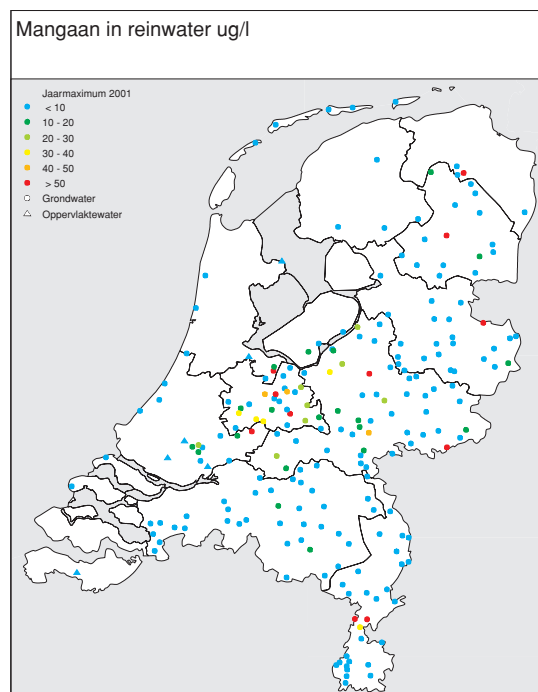 Mangaan in reinwater ug/l
Jaarmaximum 2001
< 10
10 - 20
20 - 30
30 - 40
40 - 50
> 50
Grondwater
Oppervlaktewater